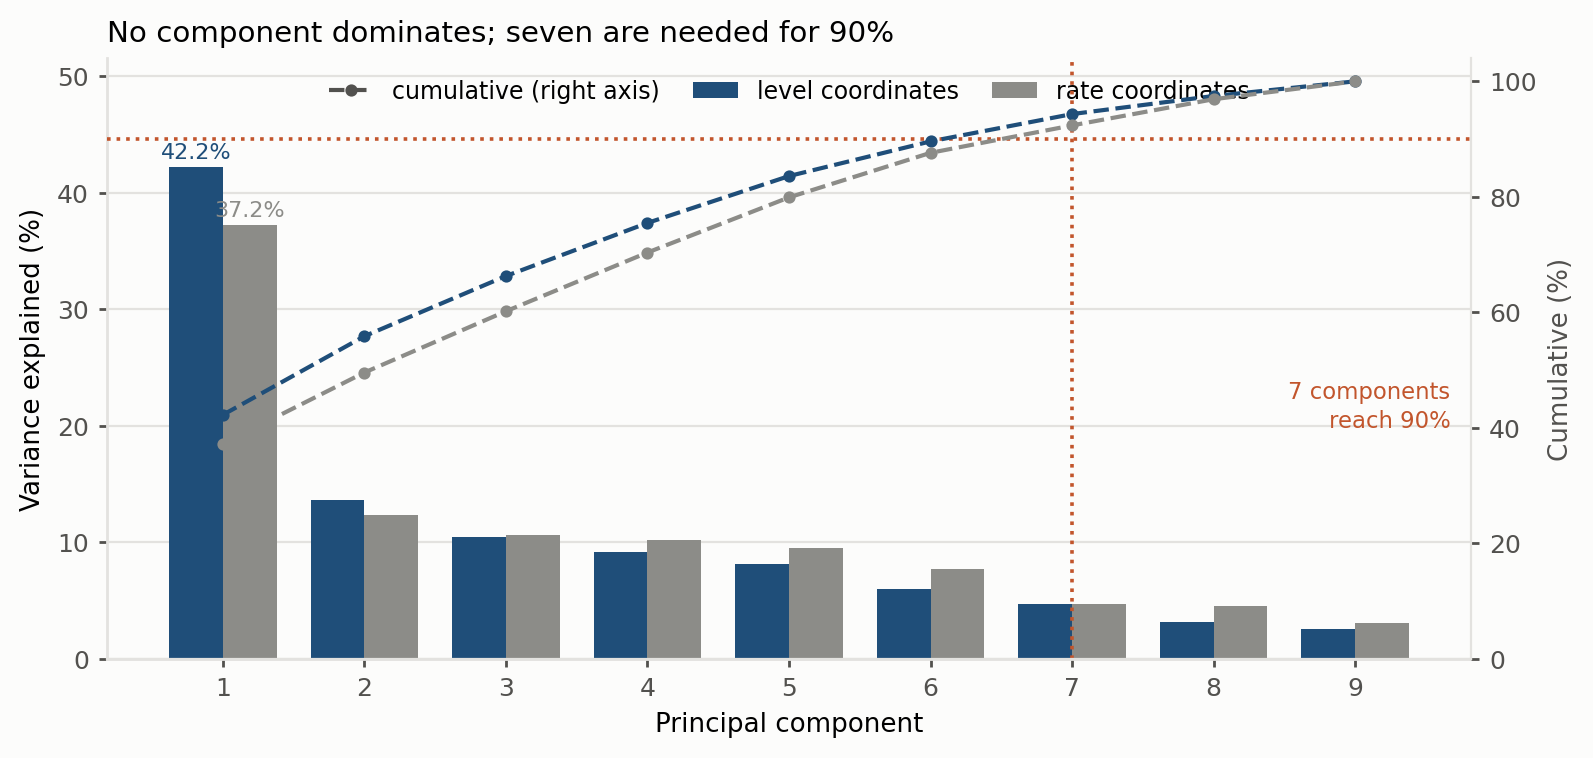 No component dominates; seven are needed for 90%
cumulative (right axis) level coordinates rate coordinates
50
40
30
20
10
0
Variance explained (%)
42.2%
37.2%
7 components
reach 90%
100
80
60
40
20
0
Cumulative (%)
1 2 3 4 5 6 7 8 9
Principal component